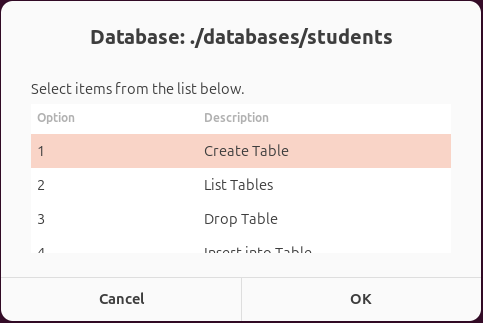 Database: ./databases/students
Select items from the list below.
Option Description
1 Create Table
2 List Tables
3 Drop Table
4 Insert into Table
Cancel OK